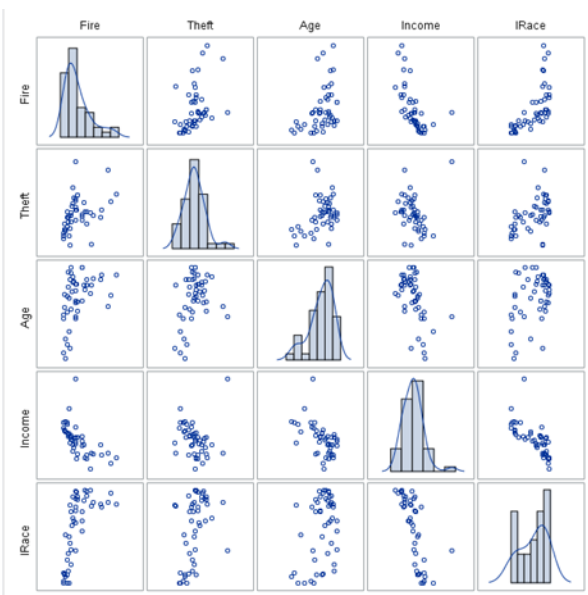 Fire Theft Age Income IRace
Fire
Theft
Age
Income
IRace